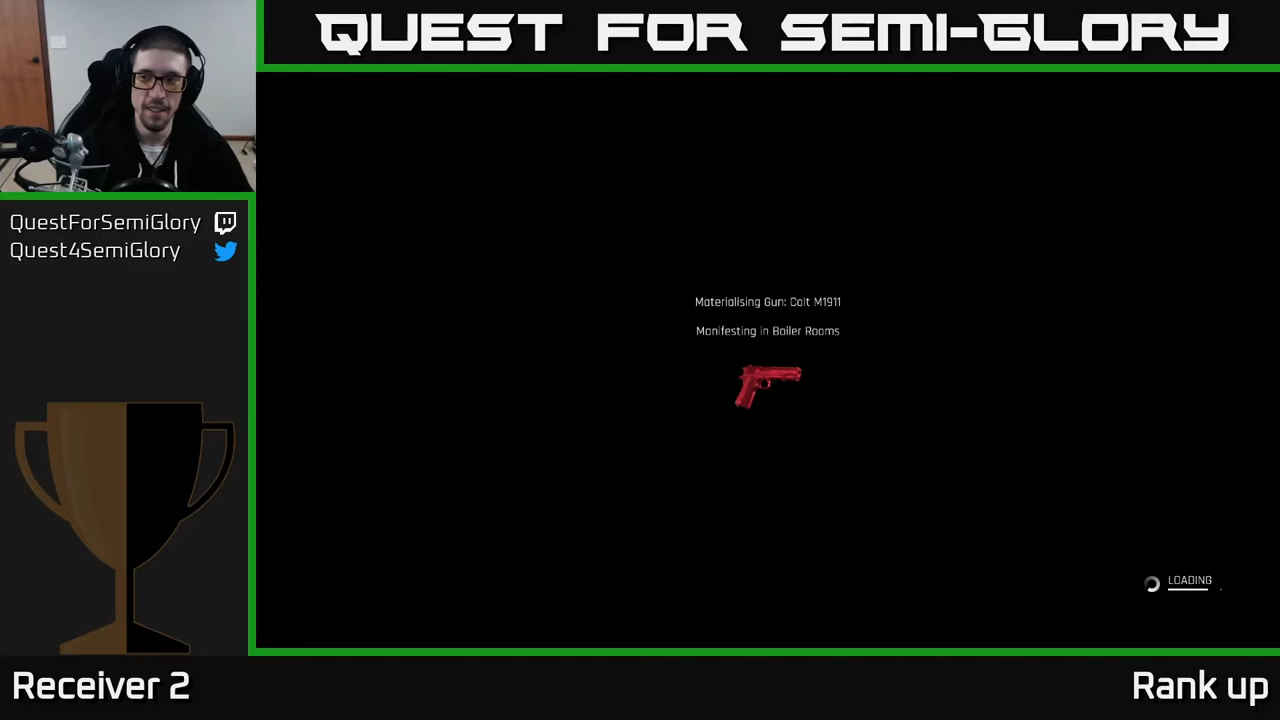 QUEST FOR SEMI-GLORY
QuestForSemiGlory
Quest4SemiGlory
Materialising Gun: Colt M1911
Manifesting in Boiler Rooms
LOADING
Receiver 2
Rank up